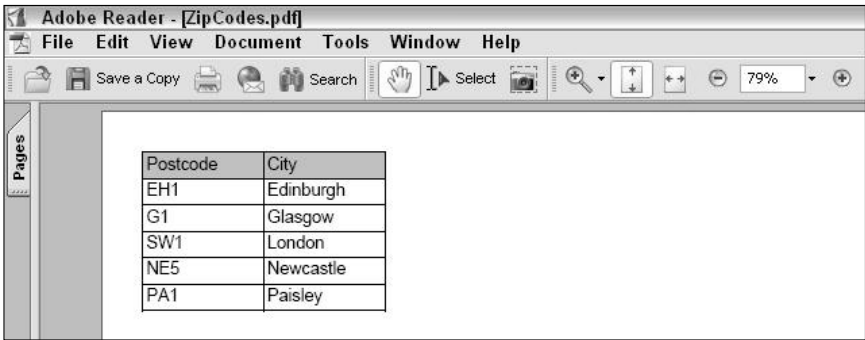 Adobe Reader - [ZipCodes.pdf]
File Edit View Document Tools Window Help
Save a Copy Search Select 79%
Pages
Postcode City
EH1 Edinburgh
G1 Glasgow
SW1 London
NE5 Newcastle
PA1 Paisley